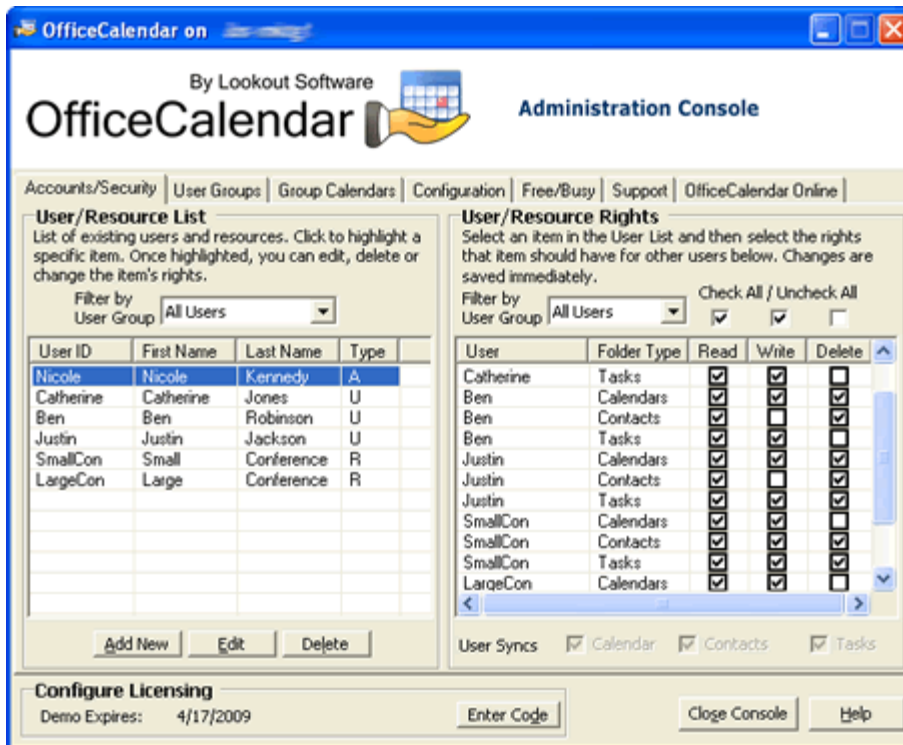 OfficeCalendar on
By Lookout Software
OfficeCalendar
Administration Console
Accounts/Security User Groups Group Calendars Configuration Free/Busy Support OfficeCalendar Online
User/Resource List
List of existing users and resources. Click to highlight a
specific item. Once highlighted, you can edit, delete or
change the item's rights.
Filter by
User Group All Users
User ID First Name Last Name Type
Nicole Nicole Kennedy A
Catherine Catherine Jones U
Ben Ben Robinson U
Justin Justin Jackson U
SmallCon Small Conference R
LargeCon Large Conference R
Add New Edit Delete
User/Resource Rights
Select an item in the User List and then select the rights
that item should have for other users below. Changes are
saved immediately.
Filter by
User Group All Users
Check All / Uncheck All
User Folder Type Read Write Delete
Catherine Tasks
Ben Calendars
Ben Contacts
Ben Tasks
Justin Calendars
Justin Contacts
Justin Tasks
SmallCon Calendars
SmallCon Contacts
SmallCon Tasks
LargeCon Calendars
User Syncs Calendar Contacts Tasks
Configure Licensing
Demo Expires: 4/17/2009
Enter Code
Close Console
Help